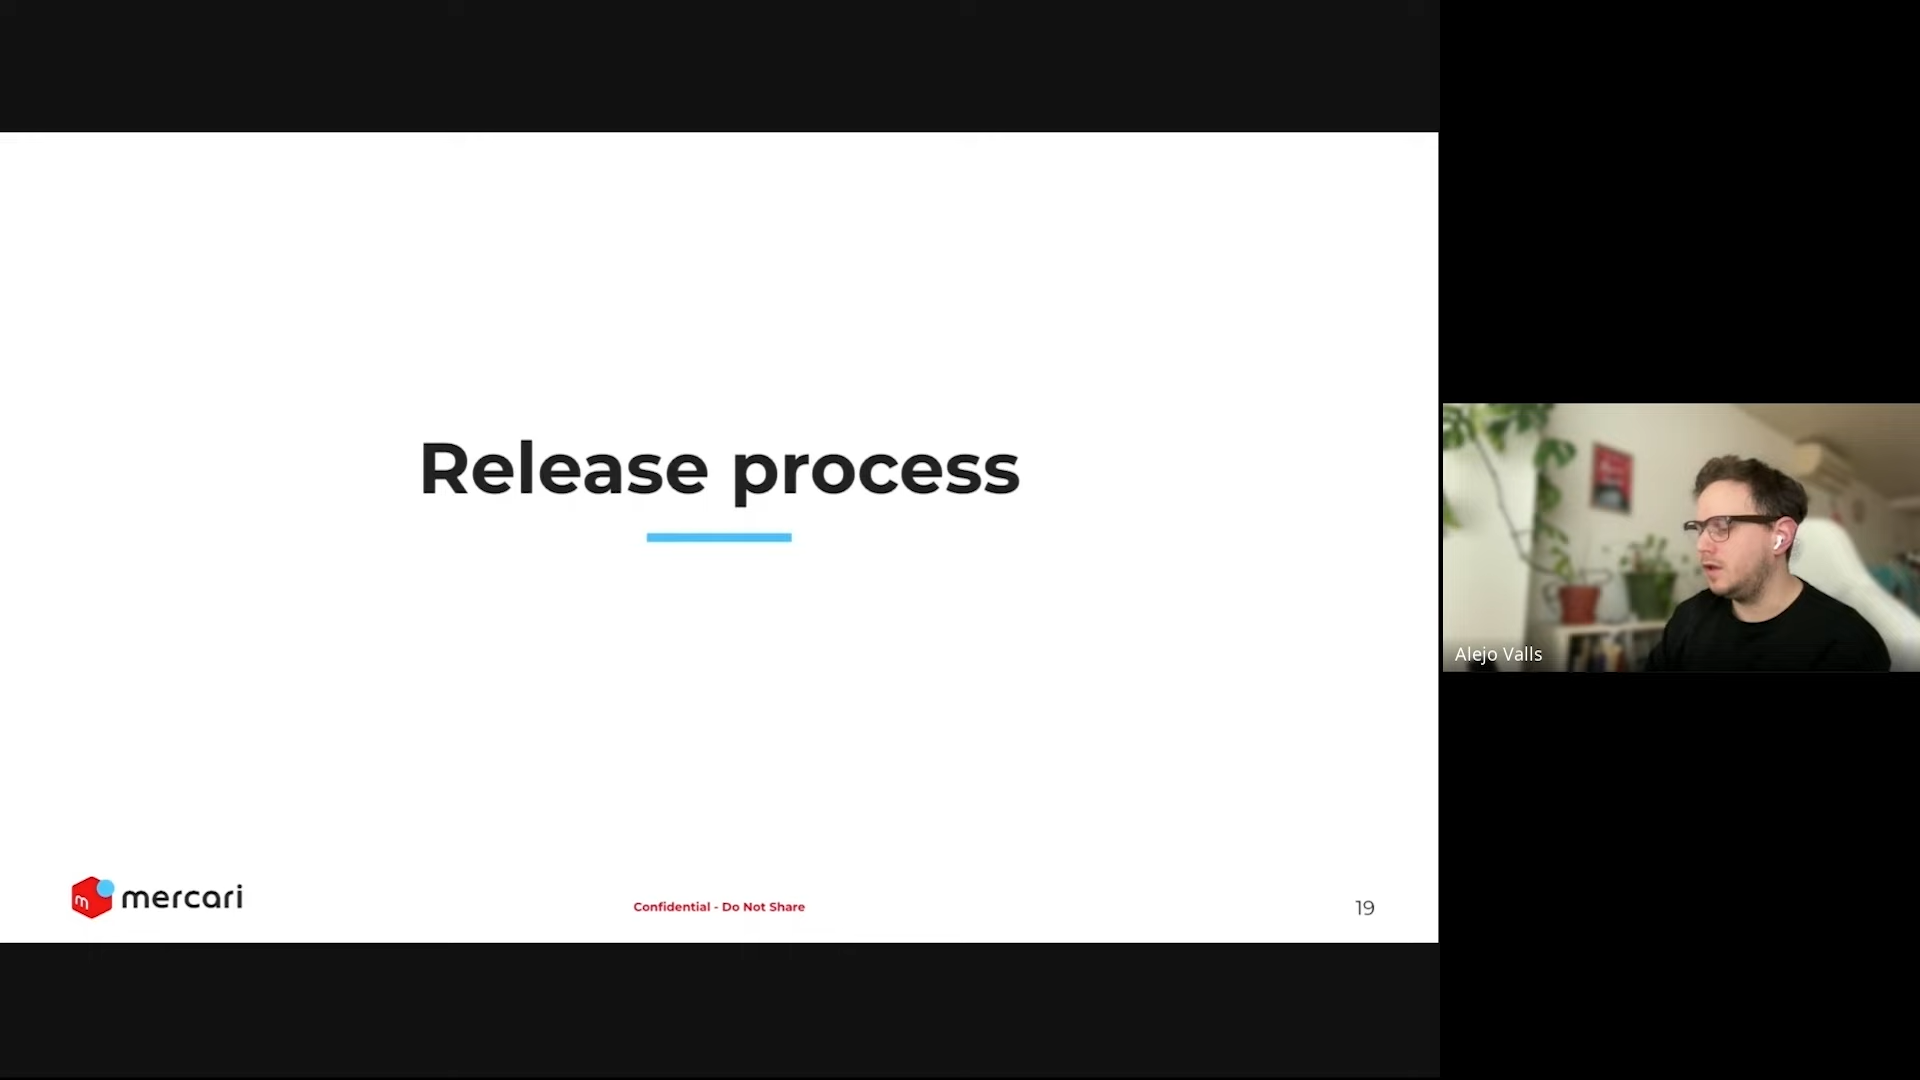 Release process
mercari
Confidential - Do Not Share
19
Alejo Valls